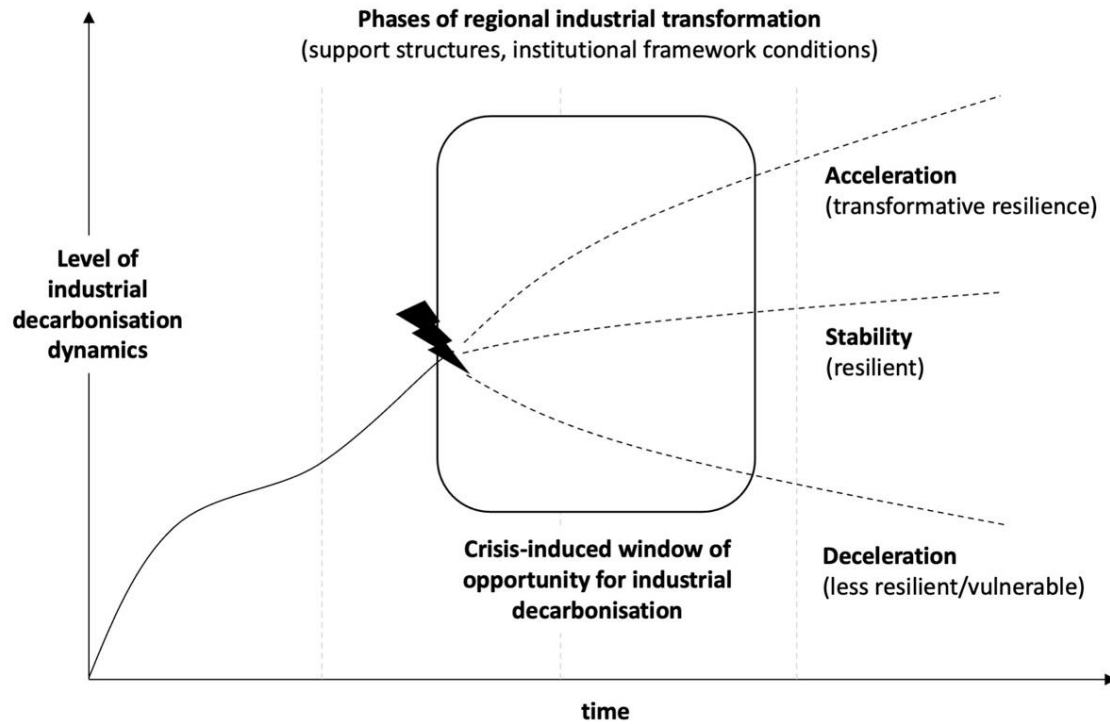 Phases of regional industrial transformation
(support structures, institutional framework conditions)
Acceleration
(transformative resilience)
Level of
industrial
decarbonisation
dynamics
Stability
(resilient)
Crisis-induced window of
opportunity for industrial
decarbonisation
Deceleration
(less resilient/vulnerable)
time